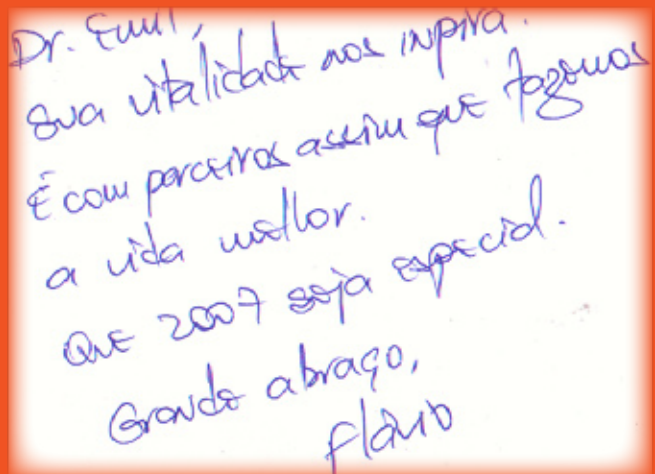 Dr. Emil,
Sua vitalidade nos inspira.
É com parceiros assim que fazemos
a vida melhor.
Que 2007 seja especial.
Grande abraço,
Flávio